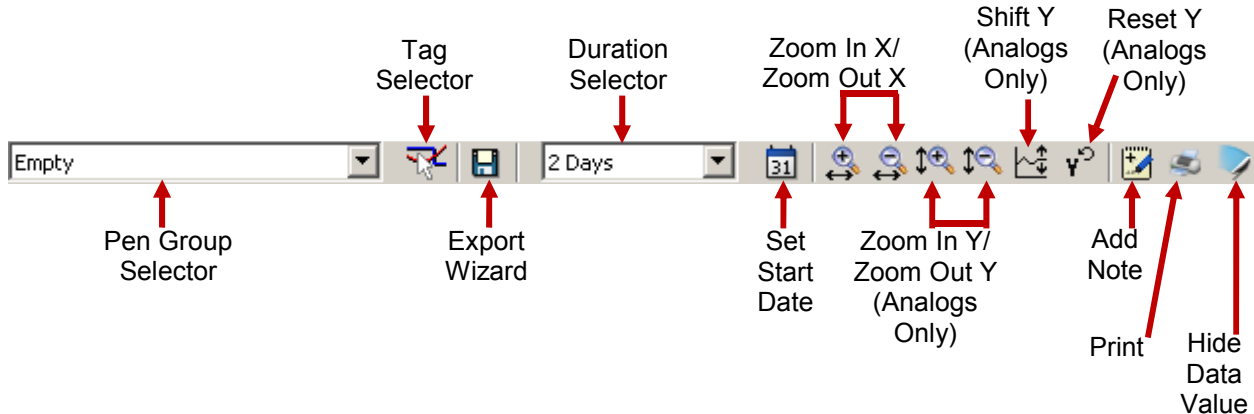 Tag
Selector
Duration
Selector
Zoom In X/
Zoom Out X
Shift Y
(Analogs
Only)
Reset Y
(Analogs
Only)
Empty
2 Days
31
Y
Pen Group
Selector
Export
Wizard
Set
Start
Date
Zoom In Y/
Zoom Out Y
(Analogs
Only)
Add
Note
Print
Hide
Data
Value